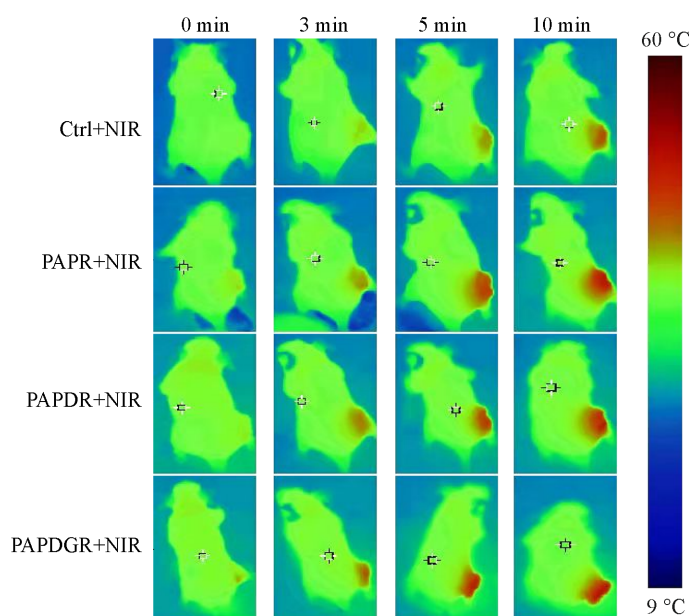 0 min 3 min 5 min 10 min 60 °C
Ctrl+NIR
PAPR+NIR
PAPDR+NIR
PAPDGR+NIR
9 °C